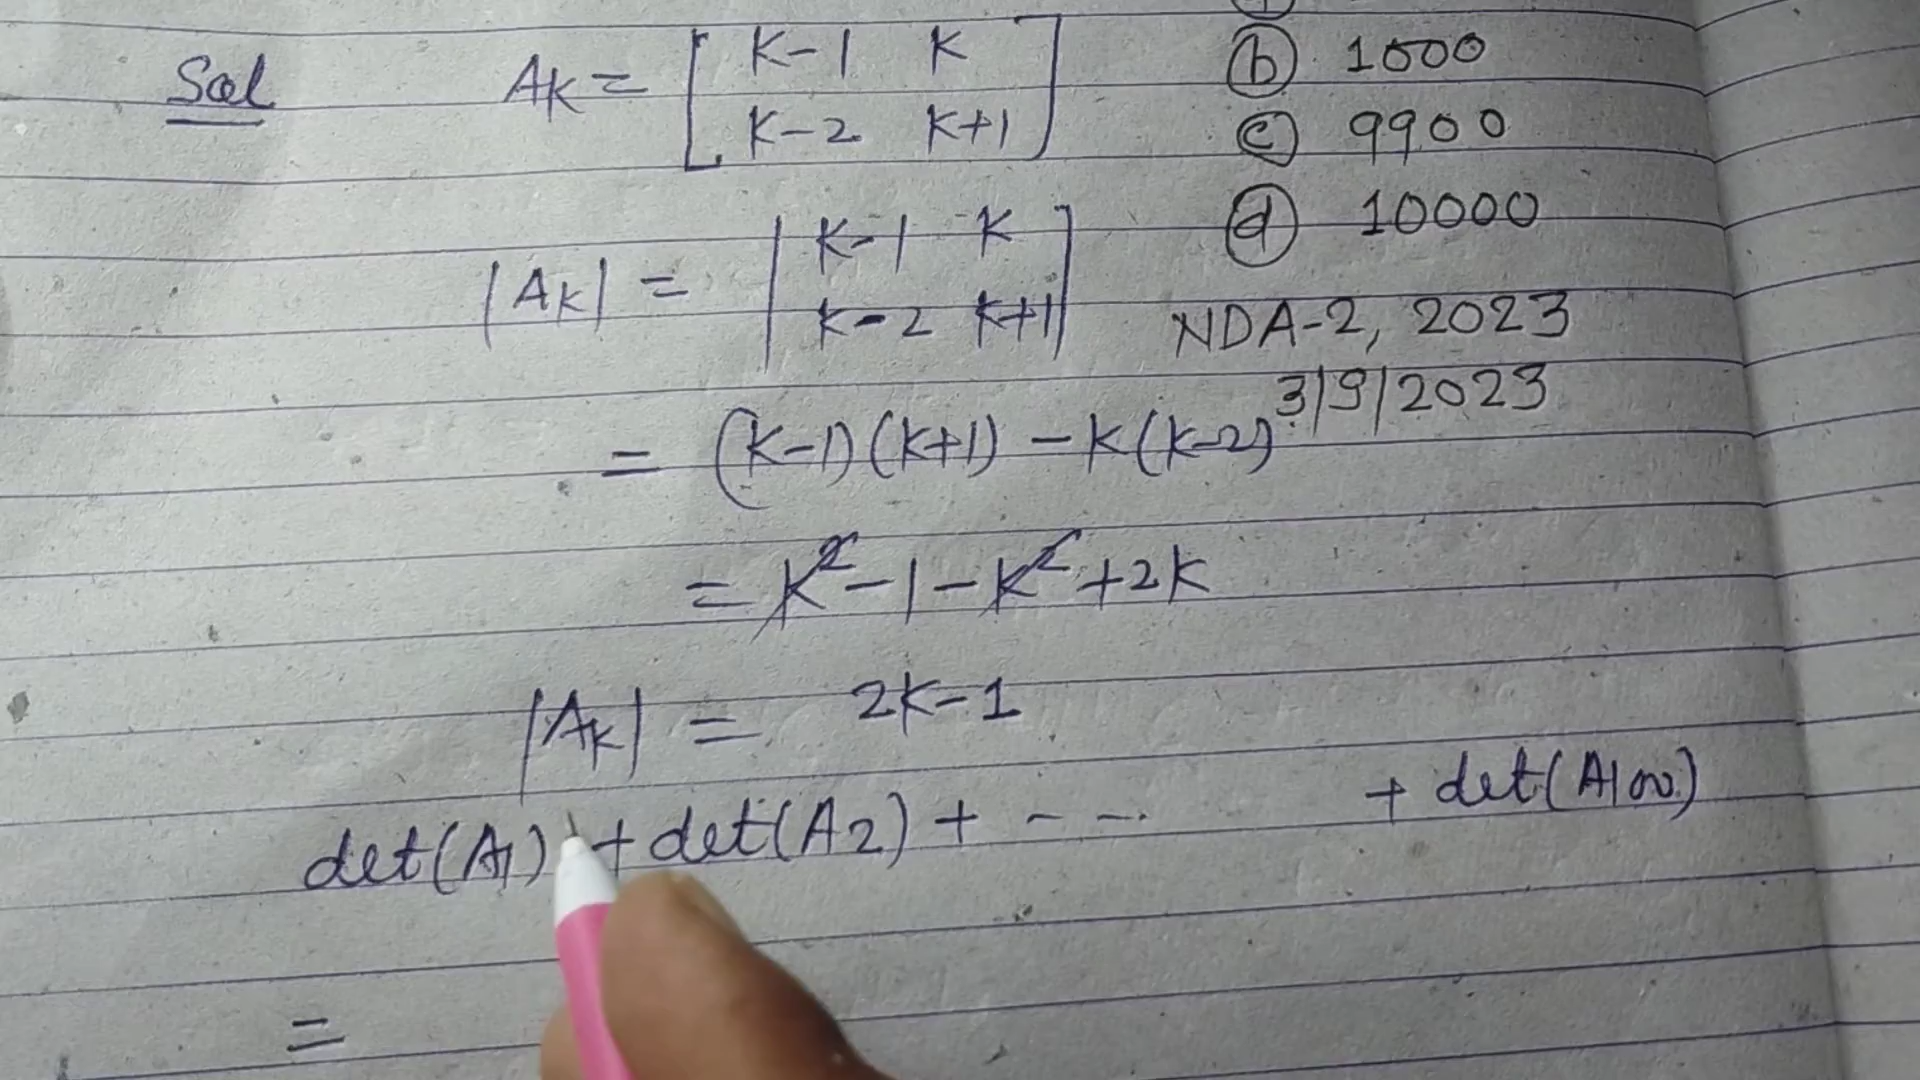 b 1000
Sol AK = [ K-1 K
K-2 K+1 ]
c 9900
d 10000
|AK| = | K-1 K
K-2 K+1 |
NDA-2, 2023
3/9/2023
= (K-1)(K+1) - K(K-2)
= K² - 1 - K² + 2K
|AK| = 2K-1
det(A1) + det(A2) + - - - + det(A100)
=